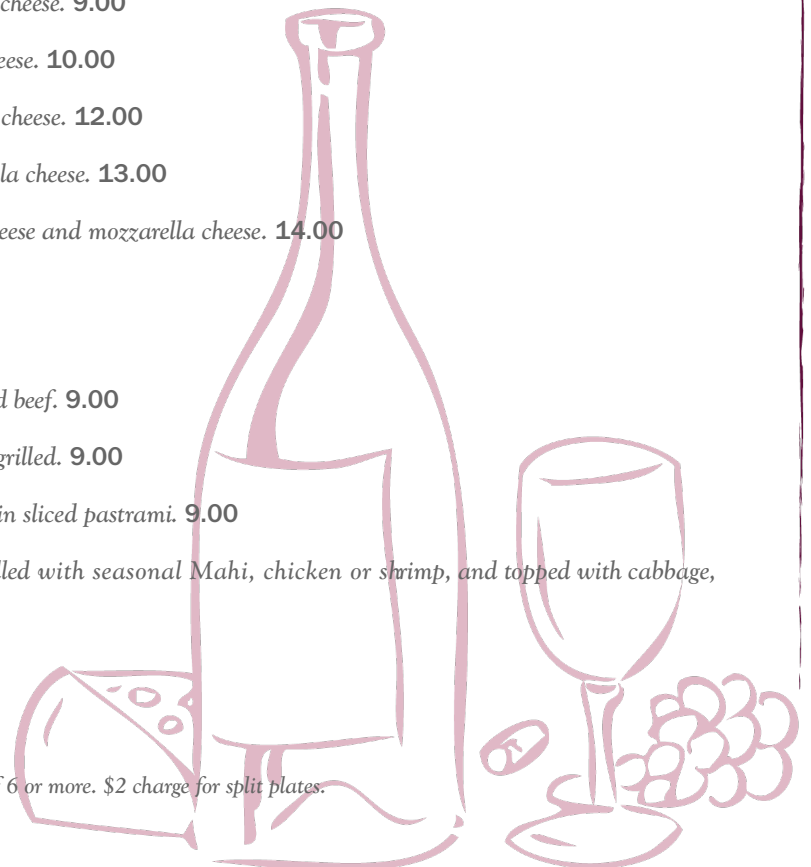 cheese. 9.00
eese. 10.00
cheese. 12.00
la cheese. 13.00
eese and mozzarella cheese. 14.00
d beef. 9.00
grilled. 9.00
in sliced pastrami. 9.00
lled with seasonal Mahi, chicken or shrimp, and topped with cabbage,
f 6 or more. $2 charge for split plates.